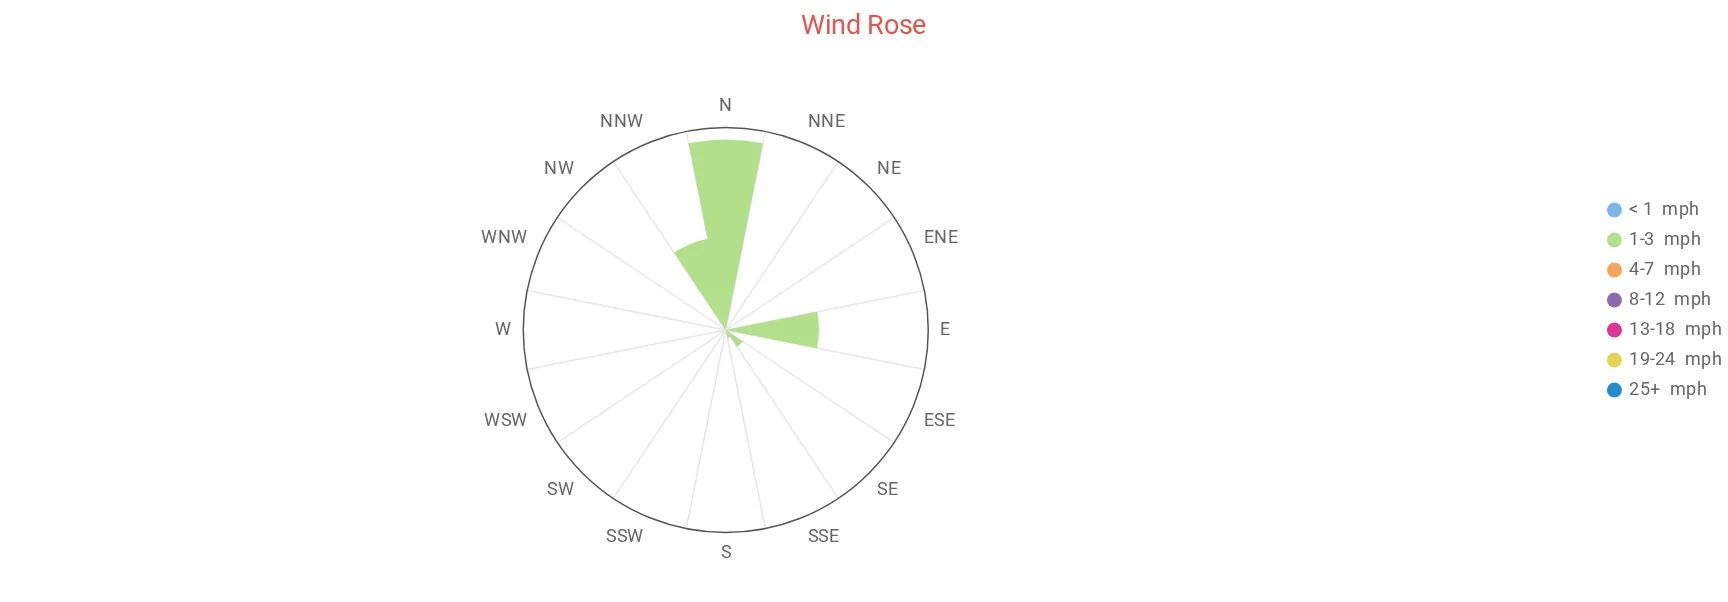 Wind Rose
N
NNW
NNE
NW
NE
WNW
ENE
W
E
WSW
ESE
SW
SE
SSW
SSE
S
< 1 mph
1-3 mph
4-7 mph
8-12 mph
13-18 mph
19-24 mph
25+ mph